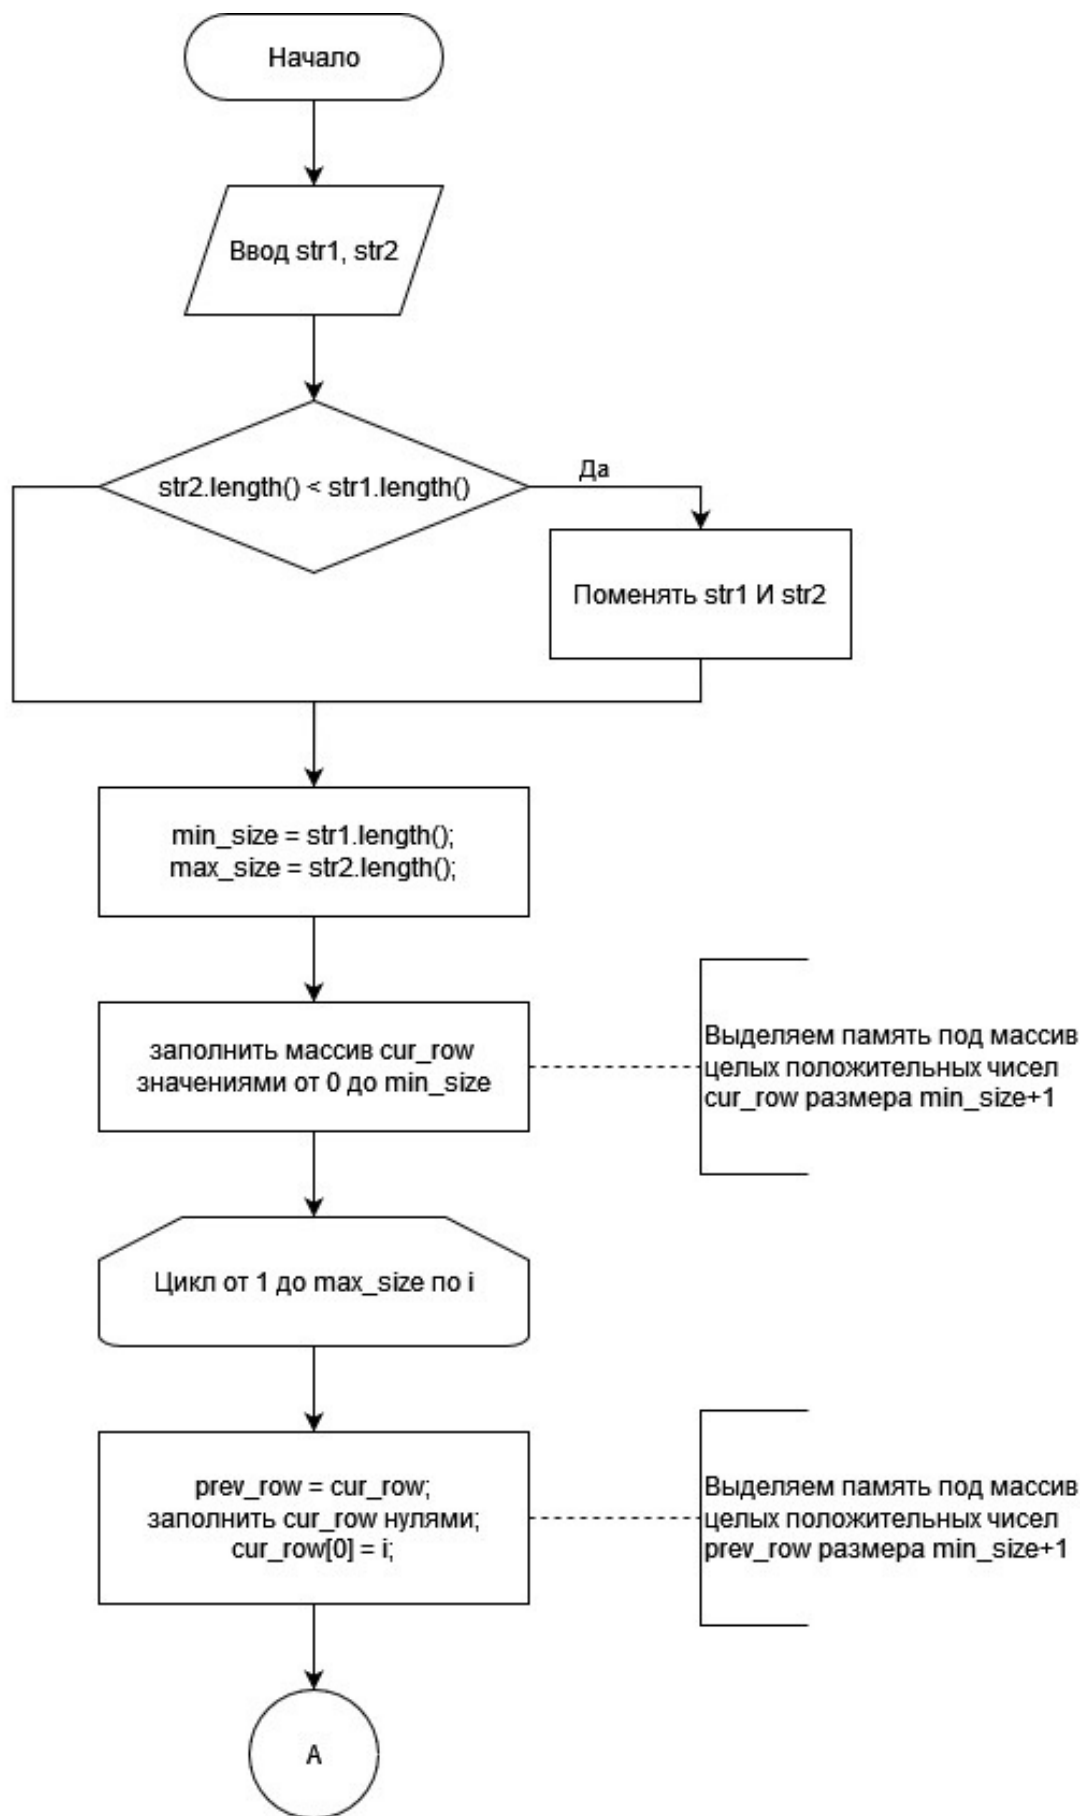 Начало
Ввод str1, str2
str2.length() < str1.length()
Да
Поменять str1 И str2
min_size = str1.length();
max_size = str2.length();
заполнить массив cur_row
значениями от 0 до min_size
Выделяем память под массив
целых положительных чисел
cur_row размера min_size+1
Цикл от 1 до max_size по i
prev_row = cur_row;
заполнить cur_row нулями;
cur_row[0] = i;
Выделяем память под массив
целых положительных чисел
prev_row размера min_size+1
А